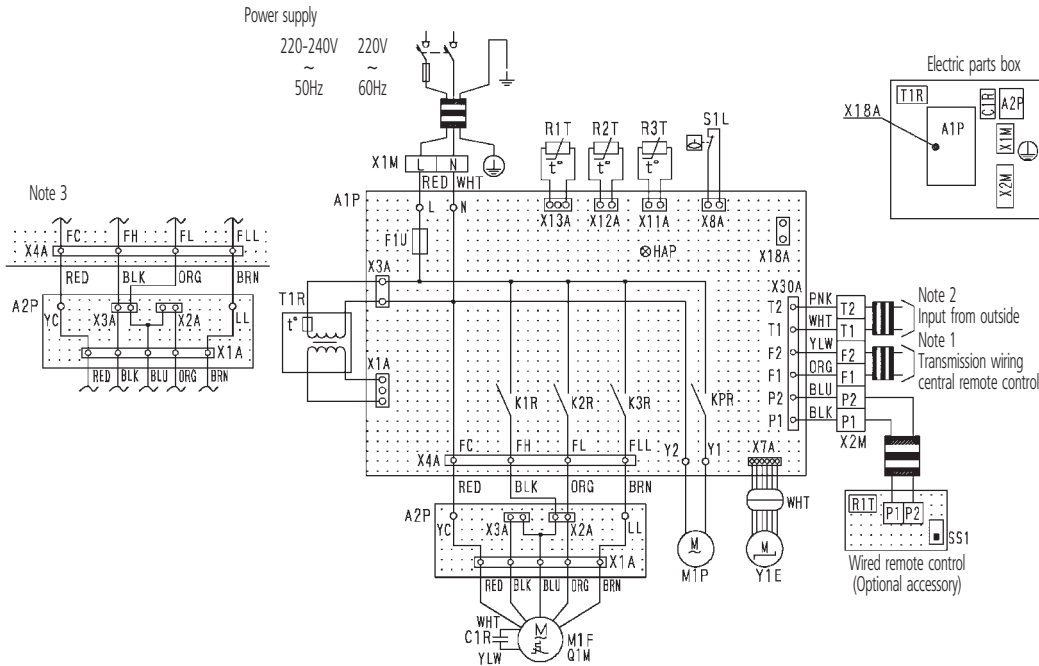 Power supply
220-240V 220V
~ ~
50Hz 60Hz
Electric parts box
T1R
C1R
A2P
X18A
A1P
X1M
X2M
R1T R2T R3T S1L
t° t° t°
X1M L N
RED WHT
A1P
L N
X13A X12A X11A X8A
F1U
HAP
X18A
X3A
T1R
t°
X1A
K1R K2R K3R KPR
X30A
T2 PNK T2
T1 WHT T1
F2 YLW F2
F1 ORG F1
P2 BLU P2
P1 BLK P1
X2M
Note 2
Input from outside
Note 1
Transmission wiring
central remote control
X4A FC FH FL FLL Y2 Y1 X7A
RED BLK ORG BRN
WHT
A2P YC X3A X2A LL
X1A
RED BLK BLU ORG BRN
WHT
C1R
YLW
M
~
M1F
Q1M
M
~
M1P
M
Y1E
R1T P1 P2
SS1
Wired remote control
(Optional accessory)
Note 3
FC FH FL FLL
X4A
RED BLK ORG BRN
A2P
YC X3A X2A LL
X1A
RED BLK BLU ORG BRN